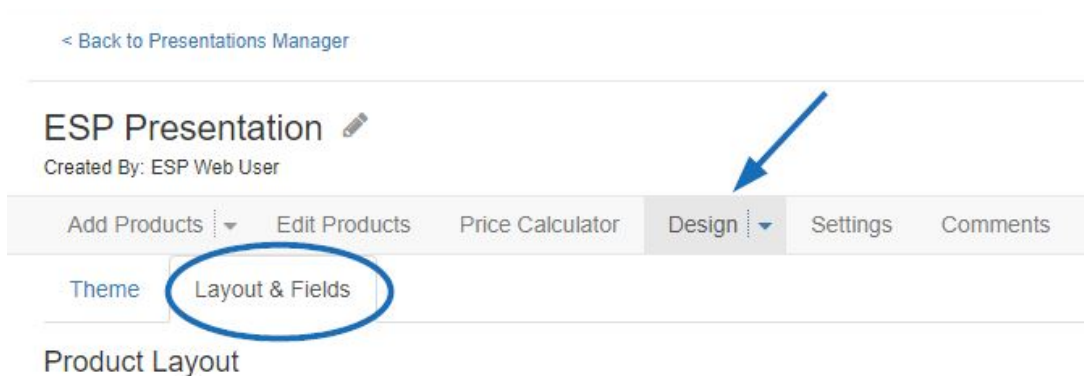 < Back to Presentations Manager
ESP Presentation
Created By: ESP Web User
Add Products Edit Products Price Calculator Design Settings Comments
Theme Layout & Fields
Product Layout